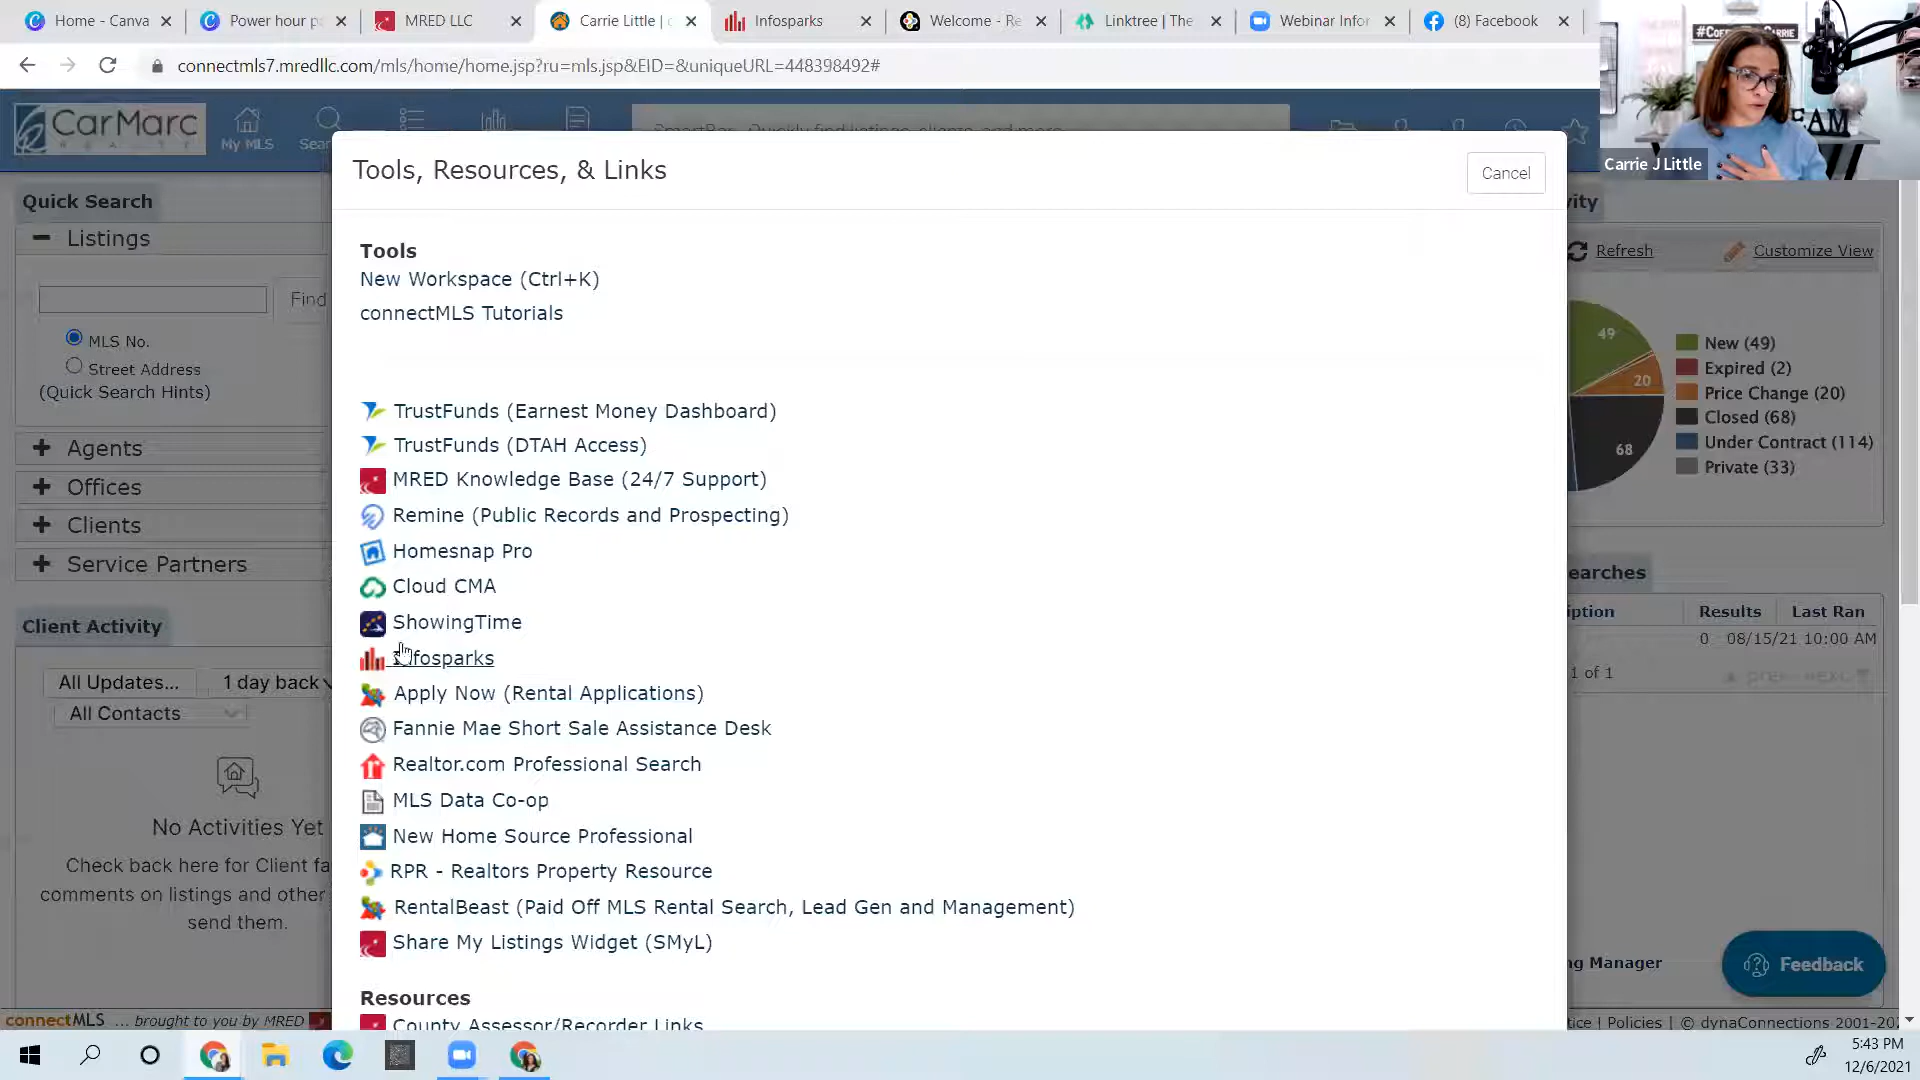 Home - Canva
Power hour p
MRED LLC
Carrie Little | c
Infosparks
Welcome - Re
Linktree | The
Webinar Infor
(8) Facebook
connectmls7.mredllc.com/mls/home/home.jsp?ru=mls.jsp&EID=&uniqueURL=448398492#
#COFF
EAM
Carrie J Little
CarMarc
REALTY
My MLS
Sear
Tools, Resources, & Links
Cancel
Quick Search
Listings
Find
MLS No.
Street Address
(Quick Search Hints)
Agents
Offices
Clients
Service Partners
Client Activity
All Updates...
1 day back
All Contacts
No Activities Yet
Check back here for Client fa
comments on listings and other
send them.
Tools
New Workspace (Ctrl+K)
connectMLS Tutorials
TrustFunds (Earnest Money Dashboard)
TrustFunds (DTAH Access)
MRED Knowledge Base (24/7 Support)
Remine (Public Records and Prospecting)
Homesnap Pro
Cloud CMA
ShowingTime
Infosparks
Apply Now (Rental Applications)
Fannie Mae Short Sale Assistance Desk
Realtor.com Professional Search
MLS Data Co-op
New Home Source Professional
RPR - Realtors Property Resource
RentalBeast (Paid Off MLS Rental Search, Lead Gen and Management)
Share My Listings Widget (SMyL)
Resources
County Assessor/Recorder Links
ity
Refresh
Customize View
49
20
68
New (49)
Expired (2)
Price Change (20)
Closed (68)
Under Contract (114)
Private (33)
earches
iption
Results
Last Ran
0
08/15/21 10:00 AM
1 of 1
ng Manager
Feedback
connectMLS ... brought to you by MRED
tice | Policies | © dynaConnections 2001-202
5:43 PM
12/6/2021